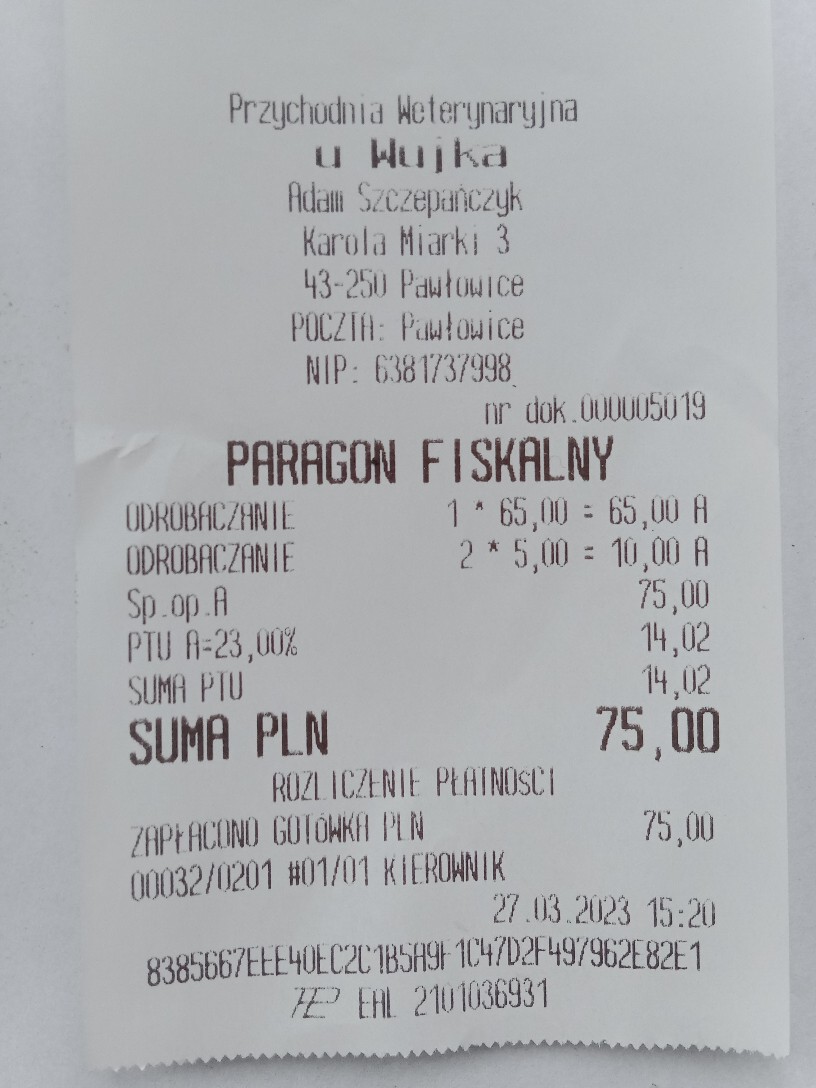 Przychodnia Weterynaryjna
u Wujka
Adam Szczepańczyk
Karola Miarki 3
43-250 Pawłowice
POCZTA: Pawłowice
NIP: 6381737998
nr dok.000005019
PARAGON FISKALNY
ODROBACZANIE 1 * 65,00 = 65,00 A
ODROBACZANIE 2 * 5,00 = 10,00 A
Sp.op.A 75,00
PTU A=23,00% 14,02
SUMA PTU 14,02
SUMA PLN 75,00
ROZLICZENIE PŁATNOŚCI
ZAPŁACONO GOTÓWKA PLN 75,00
00032/0201 #01/01 KIEROWNIK
27.03.2023 15:20
8385667EEE40EC2C1B5A9F1C47D2F497962E82E1
EAL 2101036931